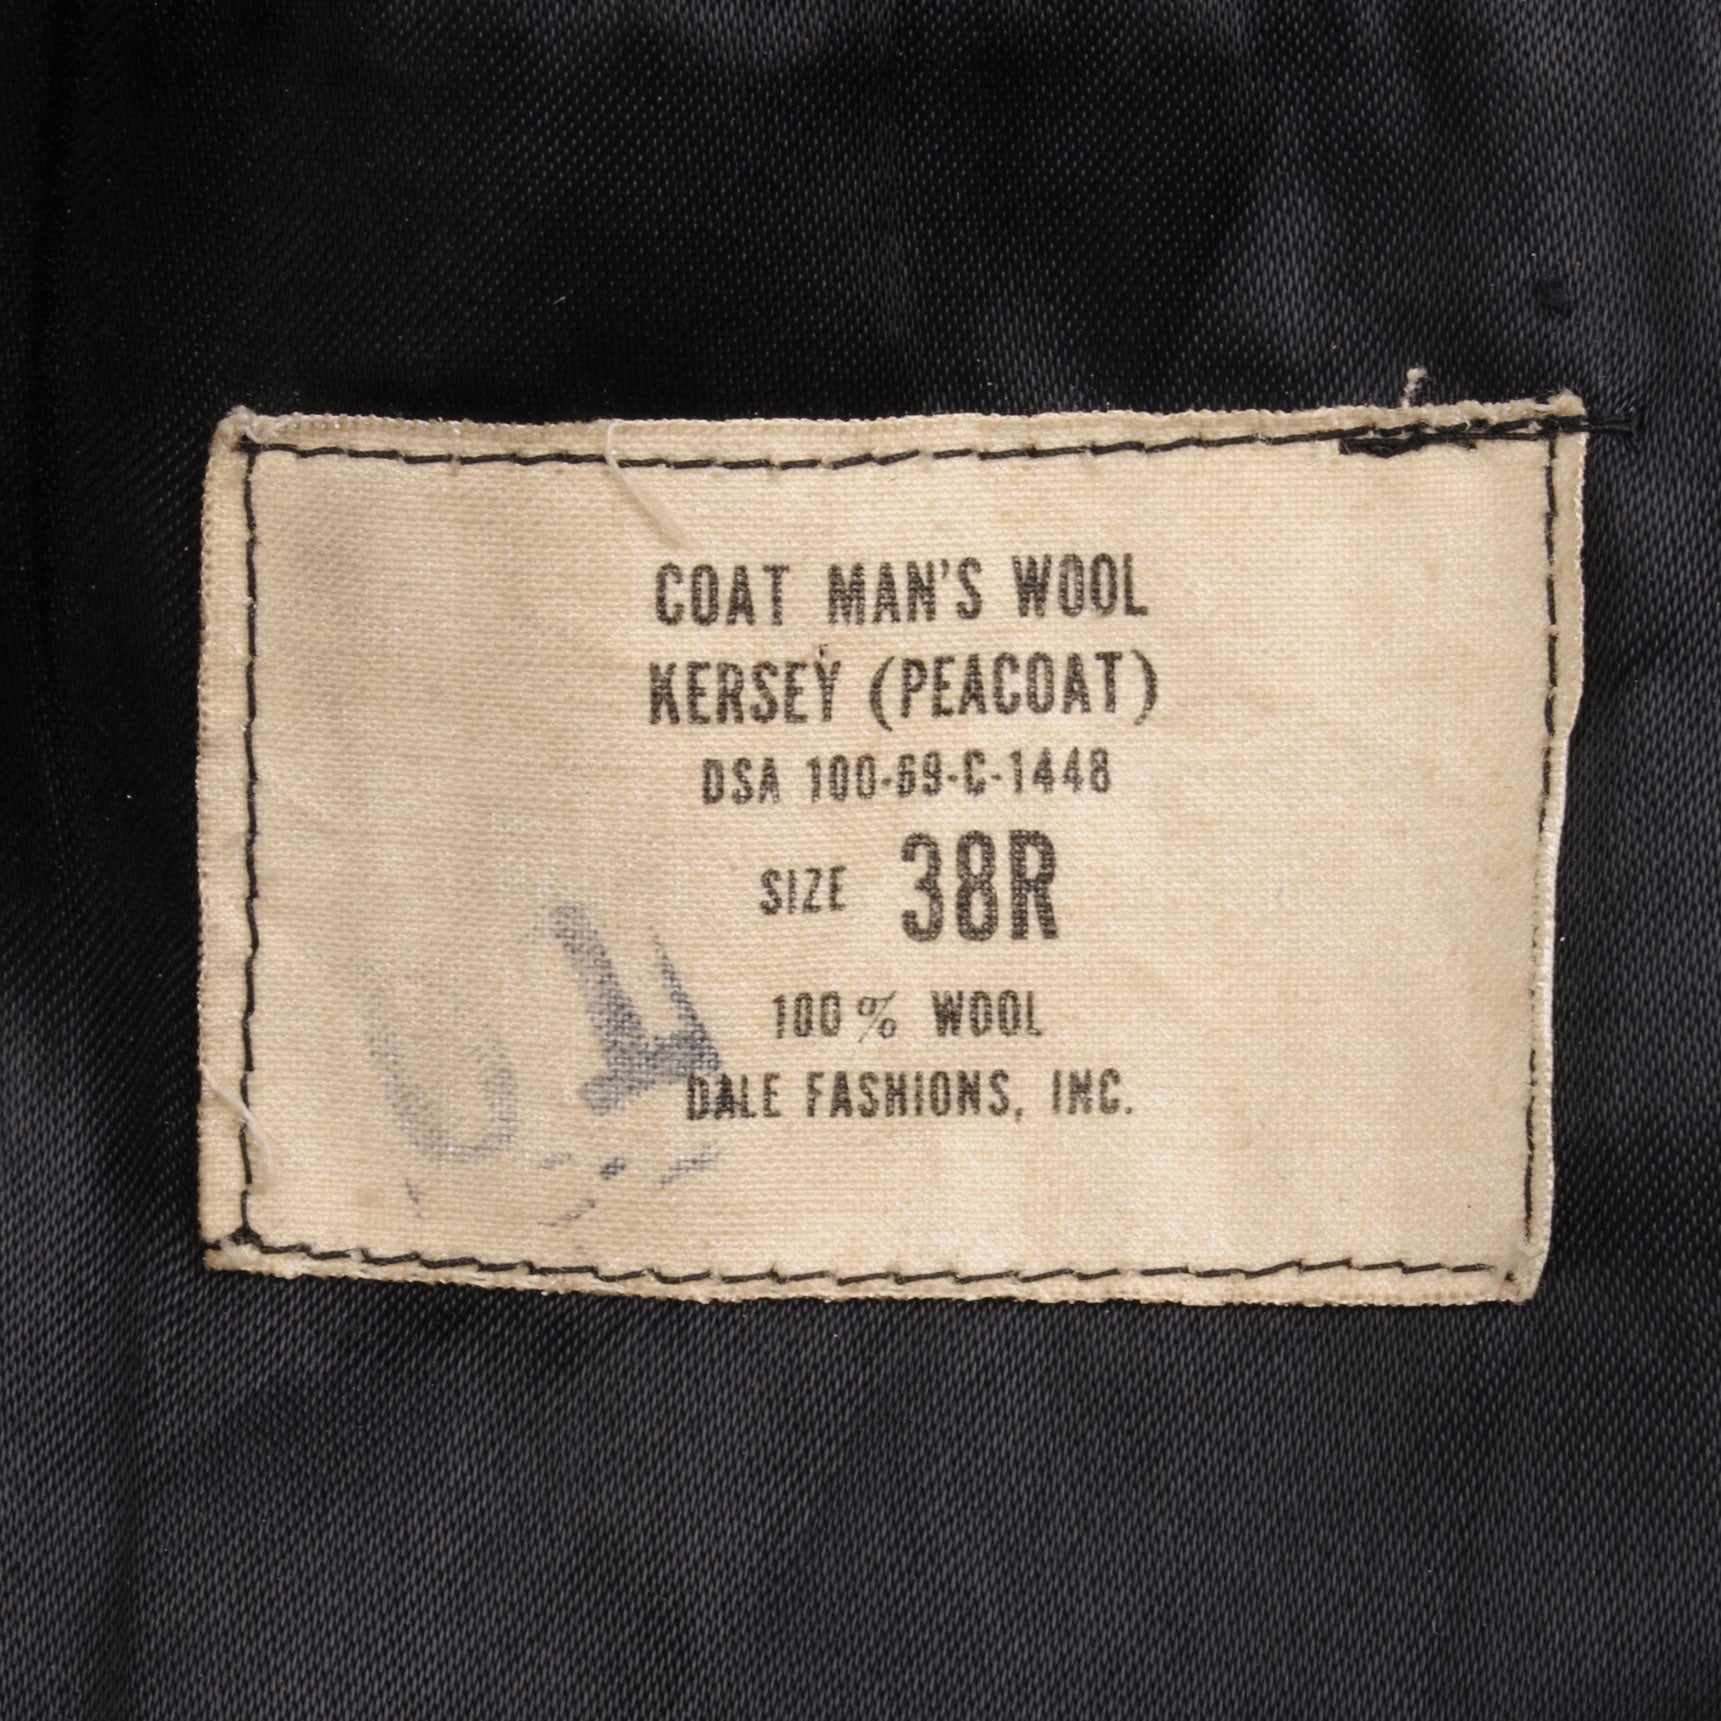 COAT MAN'S WOOL
KERSEY (PEACOAT)
DSA 100-69-C-1448
SIZE 38R
100% WOOL
DALE FASHIONS, INC.